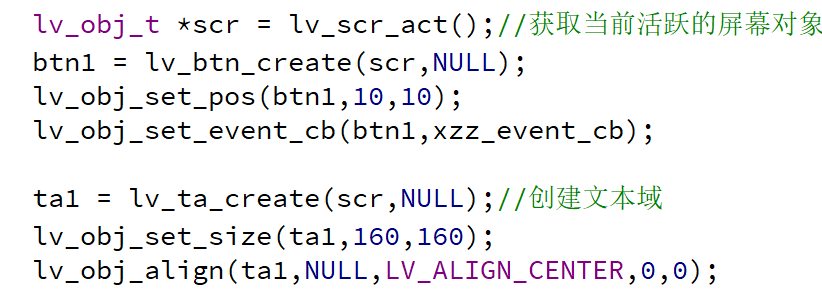 lv_obj_t *scr = lv_scr_act();//获取当前活跃的屏幕对象
btn1 = lv_btn_create(scr,NULL);
lv_obj_set_pos(btn1,10,10);
lv_obj_set_event_cb(btn1,xzz_event_cb);
ta1 = lv_ta_create(scr,NULL);//创建文本域
lv_obj_set_size(ta1,160,160);
lv_obj_align(ta1,NULL,LV_ALIGN_CENTER,0,0);